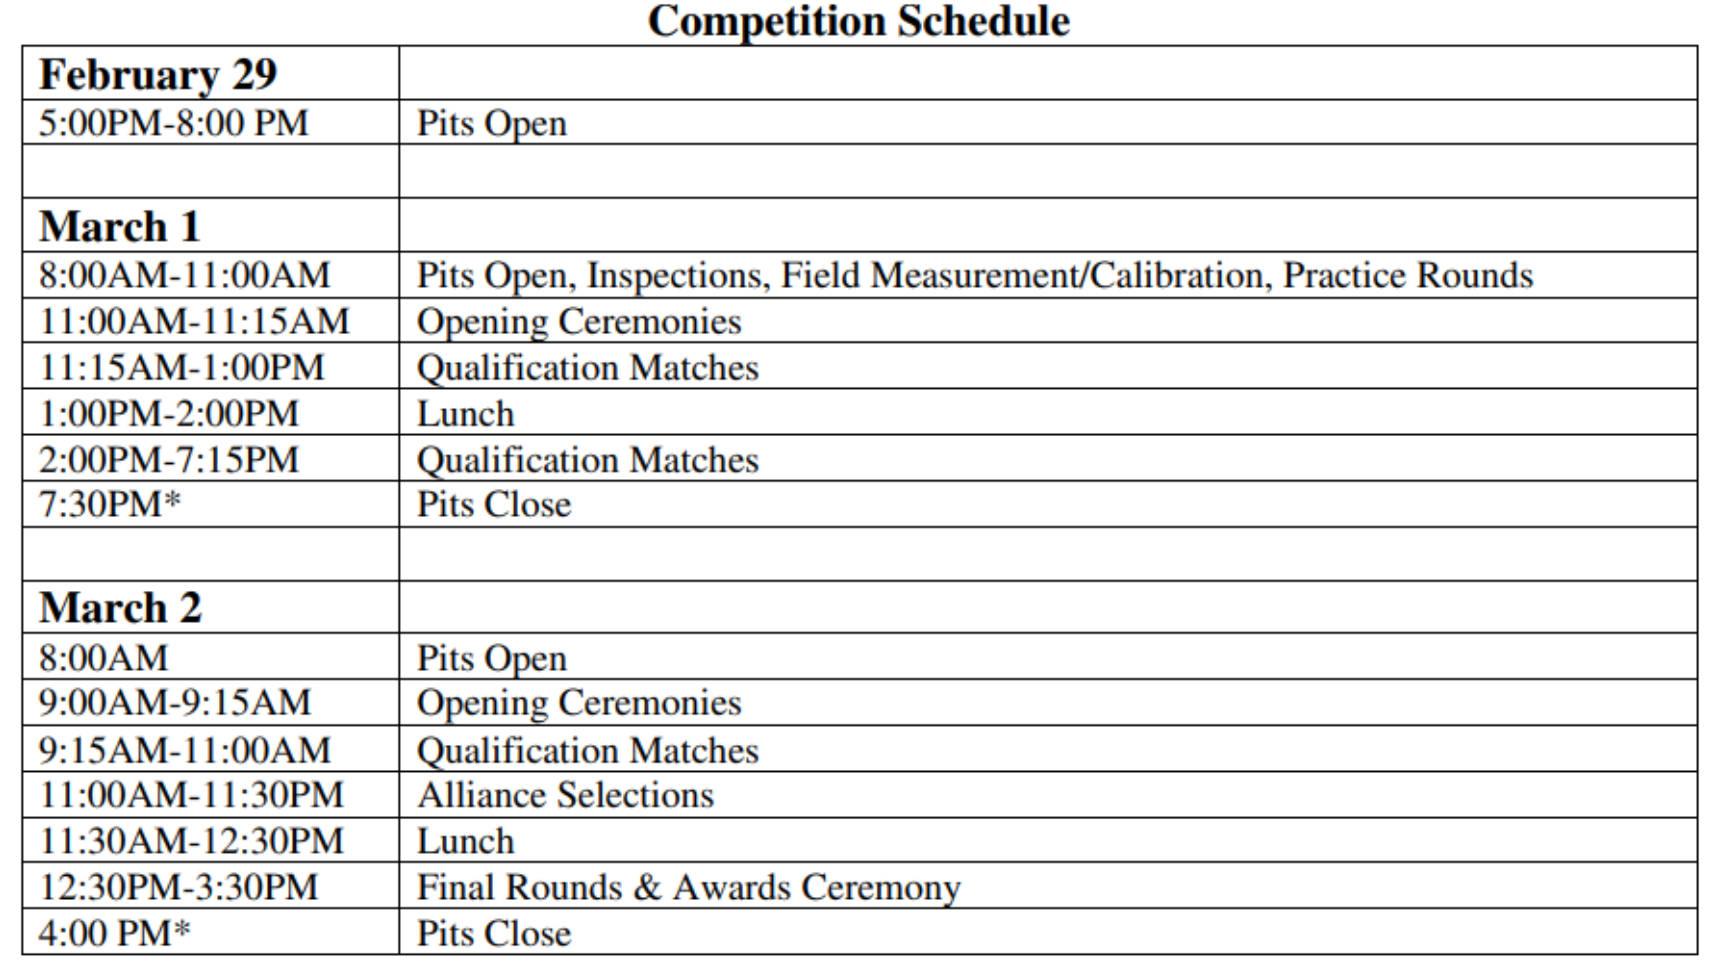 Competition Schedule
February 29
5:00PM-8:00 PM Pits Open
March 1
8:00AM-11:00AM Pits Open, Inspections, Field Measurement/Calibration, Practice Rounds
11:00AM-11:15AM Opening Ceremonies
11:15AM-1:00PM Qualification Matches
1:00PM-2:00PM Lunch
2:00PM-7:15PM Qualification Matches
7:30PM* Pits Close
March 2
8:00AM Pits Open
9:00AM-9:15AM Opening Ceremonies
9:15AM-11:00AM Qualification Matches
11:00AM-11:30PM Alliance Selections
11:30AM-12:30PM Lunch
12:30PM-3:30PM Final Rounds & Awards Ceremony
4:00 PM* Pits Close